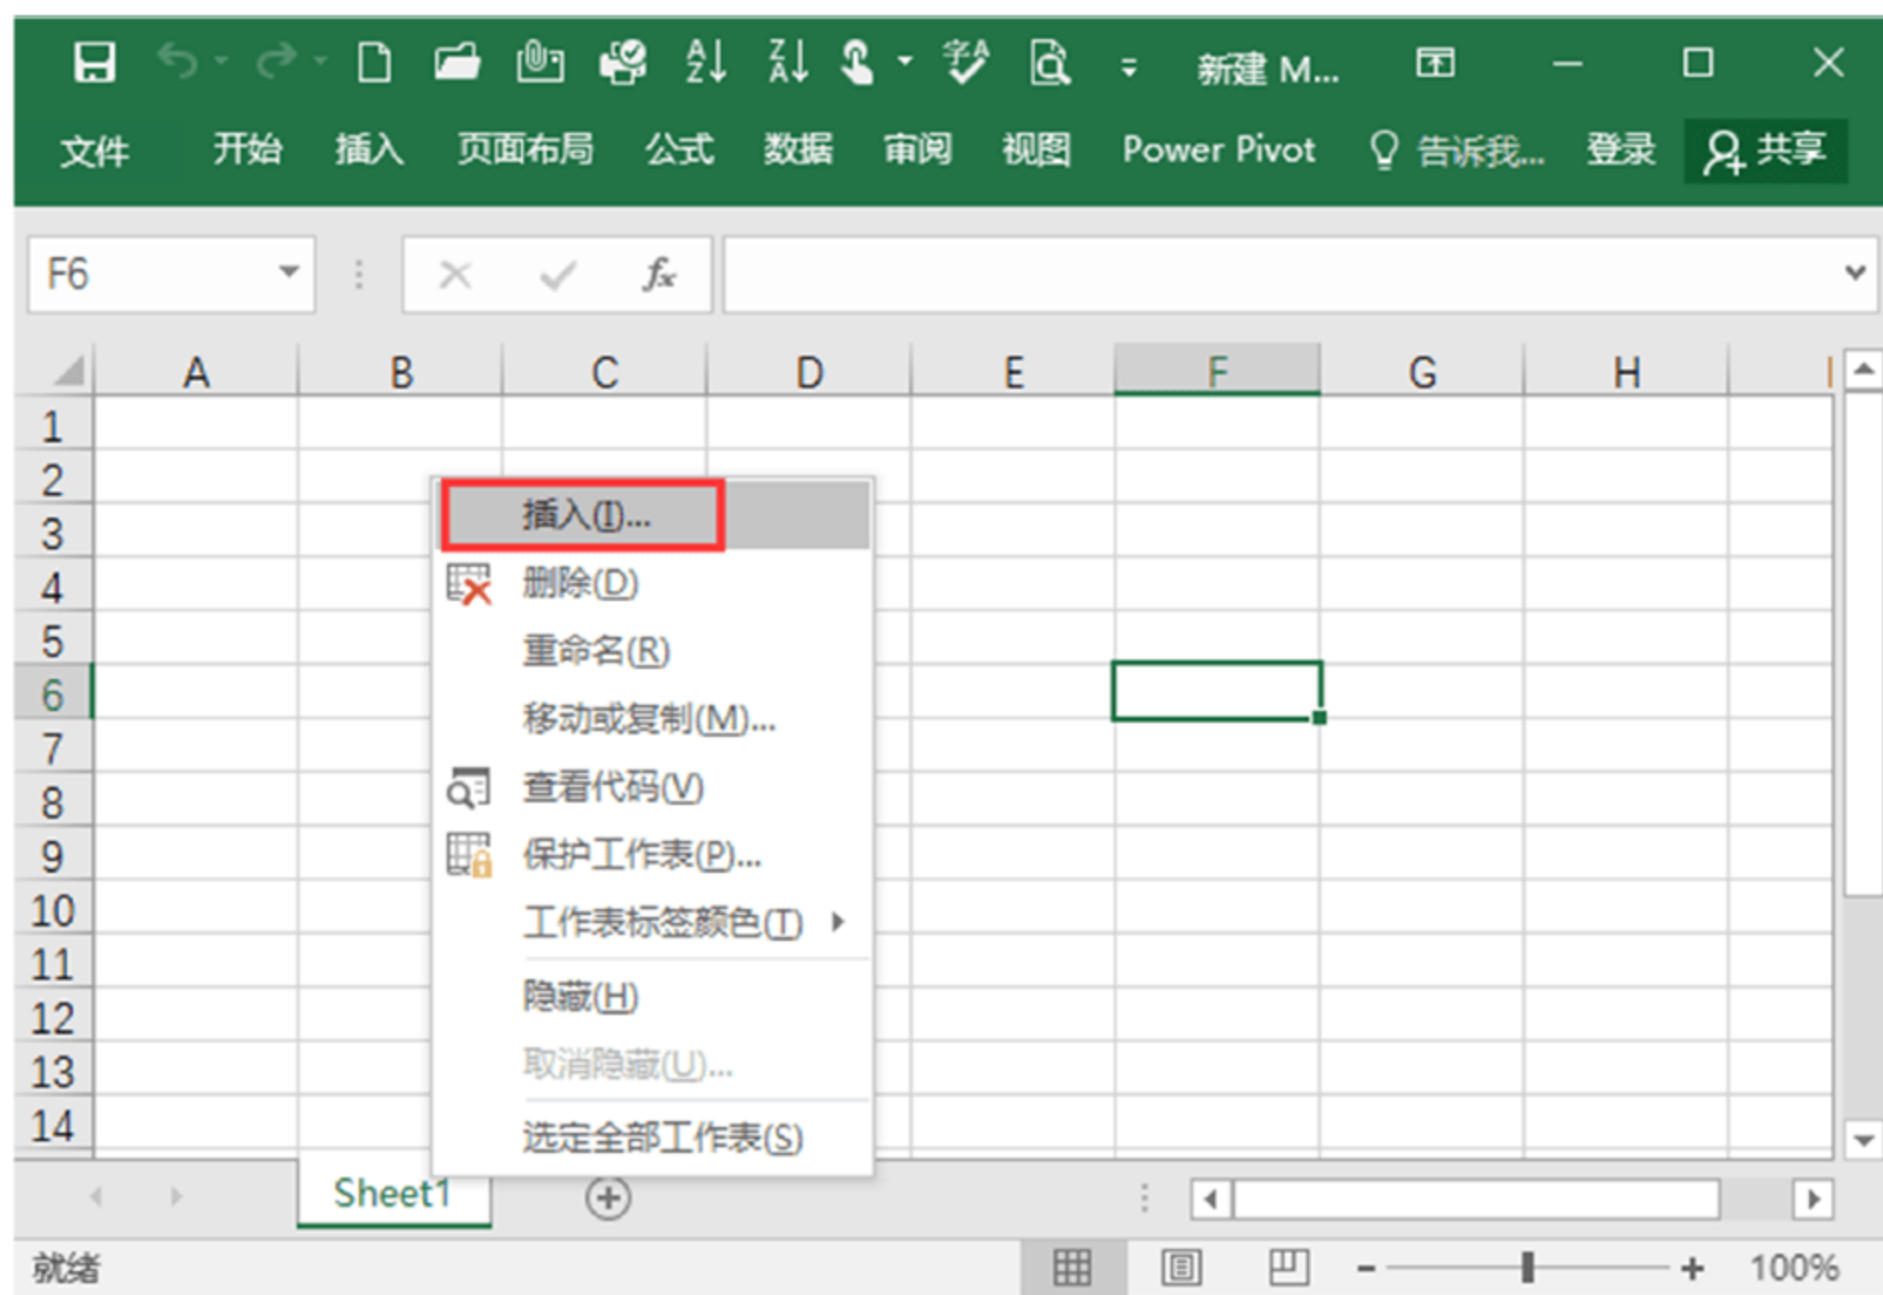 新建 M...
文件 开始 插入 页面布局 公式 数据 审阅 视图 Power Pivot 告诉我... 登录 共享
F6 fx
A B C D E F G H I
1
2
3
4
5
6
7
8
9
10
11
12
13
14
插入(I)...
删除(D)
重命名(R)
移动或复制(M)...
查看代码(V)
保护工作表(P)...
工作表标签颜色(T)
隐藏(H)
取消隐藏(U)...
选定全部工作表(S)
Sheet1
就绪 100%